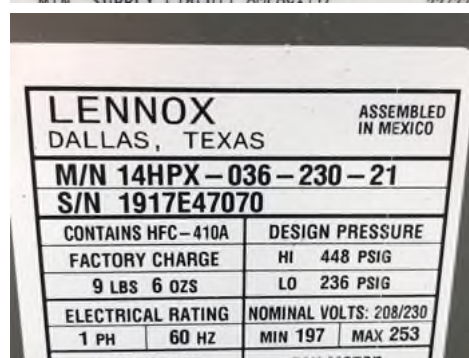 LENNOX
ASSEMBLED
IN MEXICO
DALLAS, TEXAS
M/N 14HPX-036-230-21
S/N 1917E47070
CONTAINS HFC-410A DESIGN PRESSURE
FACTORY CHARGE HI 448 PSIG
9 LBS 6 OZS LO 236 PSIG
ELECTRICAL RATING NOMINAL VOLTS: 208/230
1 PH 60 HZ MIN 197 MAX 253